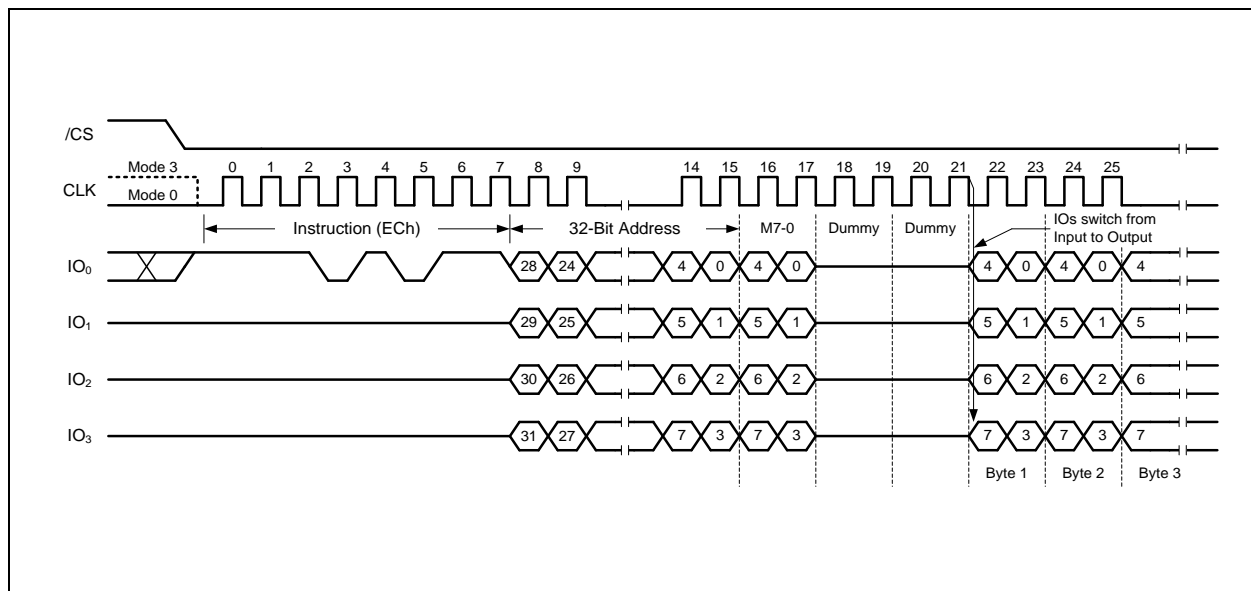 /CS
Mode 3 0 1 2 3 4 5 6 7 8 9 14 15 16 17 18 19 20 21 22 23 24 25
CLK
Mode 0
Instruction (ECh) 32-Bit Address M7-0 Dummy Dummy IOs switch from
Input to Output
IO₀ 28 24 4 0 4 0 4 0 4 0 4
IO₁ 29 25 5 1 5 1 5 1 5 1 5
IO₂ 30 26 6 2 6 2 6 2 6 2 6
IO₃ 31 27 7 3 7 3 7 3 7 3 7
Byte 1 Byte 2 Byte 3